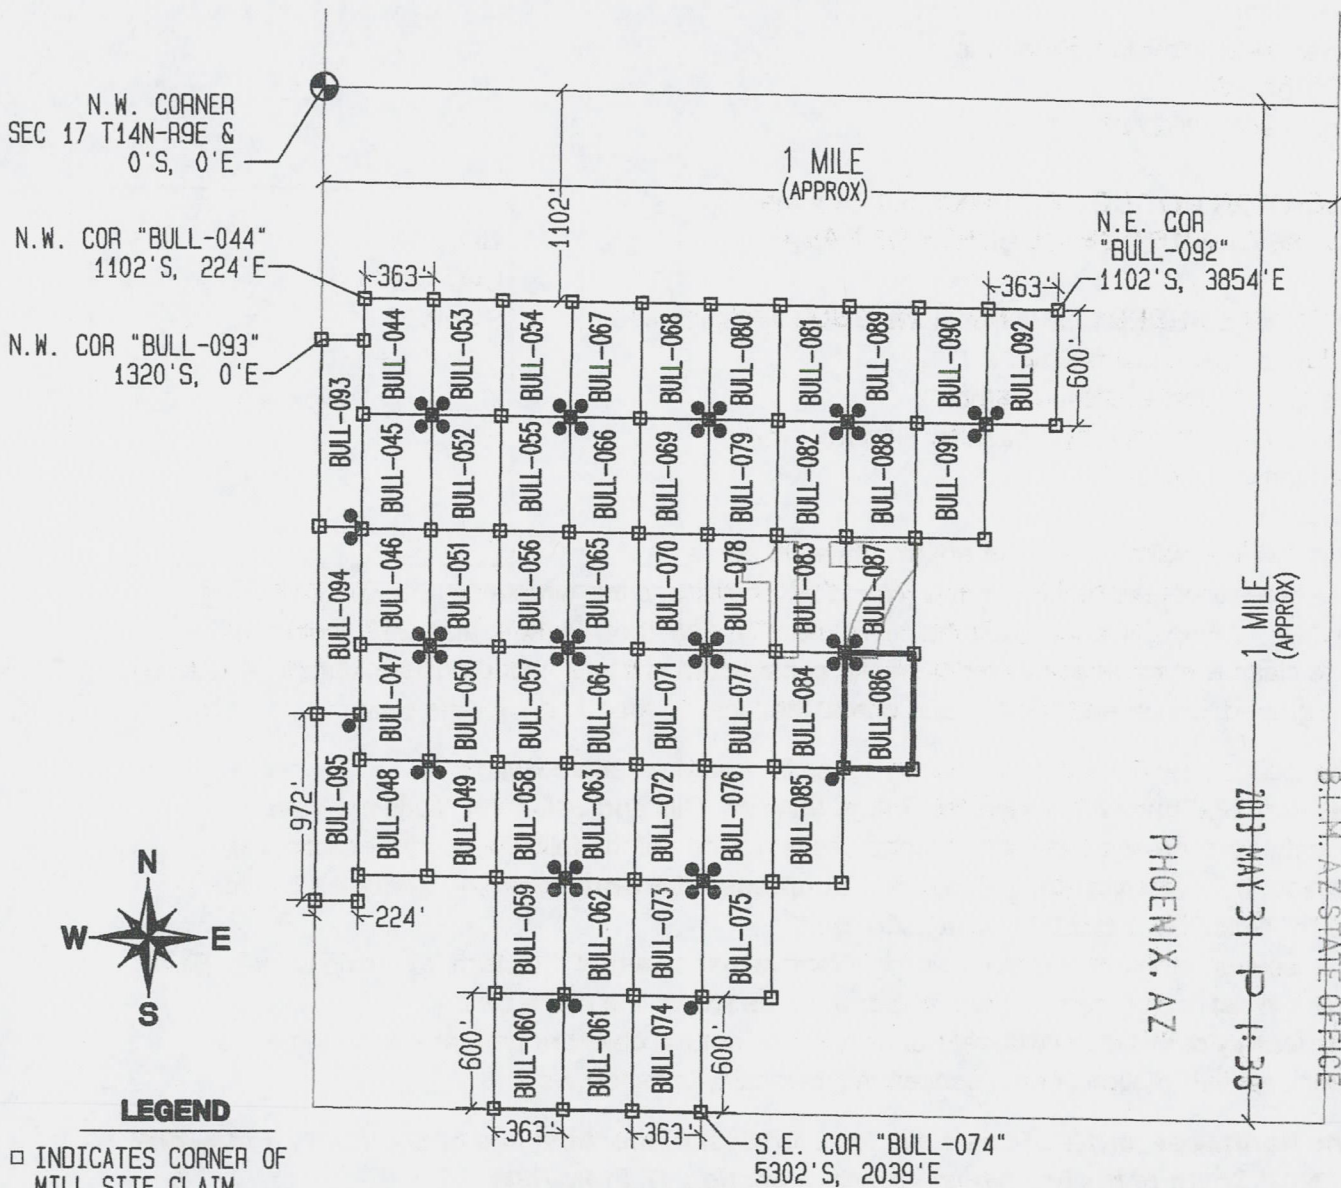 N.W. CORNER
SEC 17 T14N-R9E &
0'S, 0'E
1 MILE
(APPROX)
1102'
N.W. COR "BULL-044"
1102'S, 224'E
N.E. COR
"BULL-092"
1102'S, 3854'E
363'
363'
N.W. COR "BULL-093"
1320'S, 0'E
600'
BULL-044
BULL-053
BULL-054
BULL-067
BULL-068
BULL-080
BULL-081
BULL-089
BULL-090
BULL-092
BULL-093
BULL-045
BULL-052
BULL-055
BULL-066
BULL-069
BULL-079
BULL-082
BULL-088
BULL-091
BULL-094
BULL-046
BULL-051
BULL-056
BULL-065
BULL-070
BULL-078
BULL-083
BULL-087
BULL-047
BULL-050
BULL-057
BULL-064
BULL-071
BULL-077
BULL-084
BULL-086
1 MILE
(APPROX)
972'
BULL-095
BULL-048
BULL-049
BULL-058
BULL-063
BULL-072
BULL-076
BULL-085
224'
BULL-059
BULL-062
BULL-073
BULL-075
600'
BULL-060
BULL-061
BULL-074
600'
363'
363'
S.E. COR "BULL-074"
5302'S, 2039'E
B.L.M. AZ STATE OFFICE
2013 MAY 31 P 1:35
PHOENIX, AZ
N
W
E
S
LEGEND
INDICATES CORNER OF
MILL SITE CLAIM